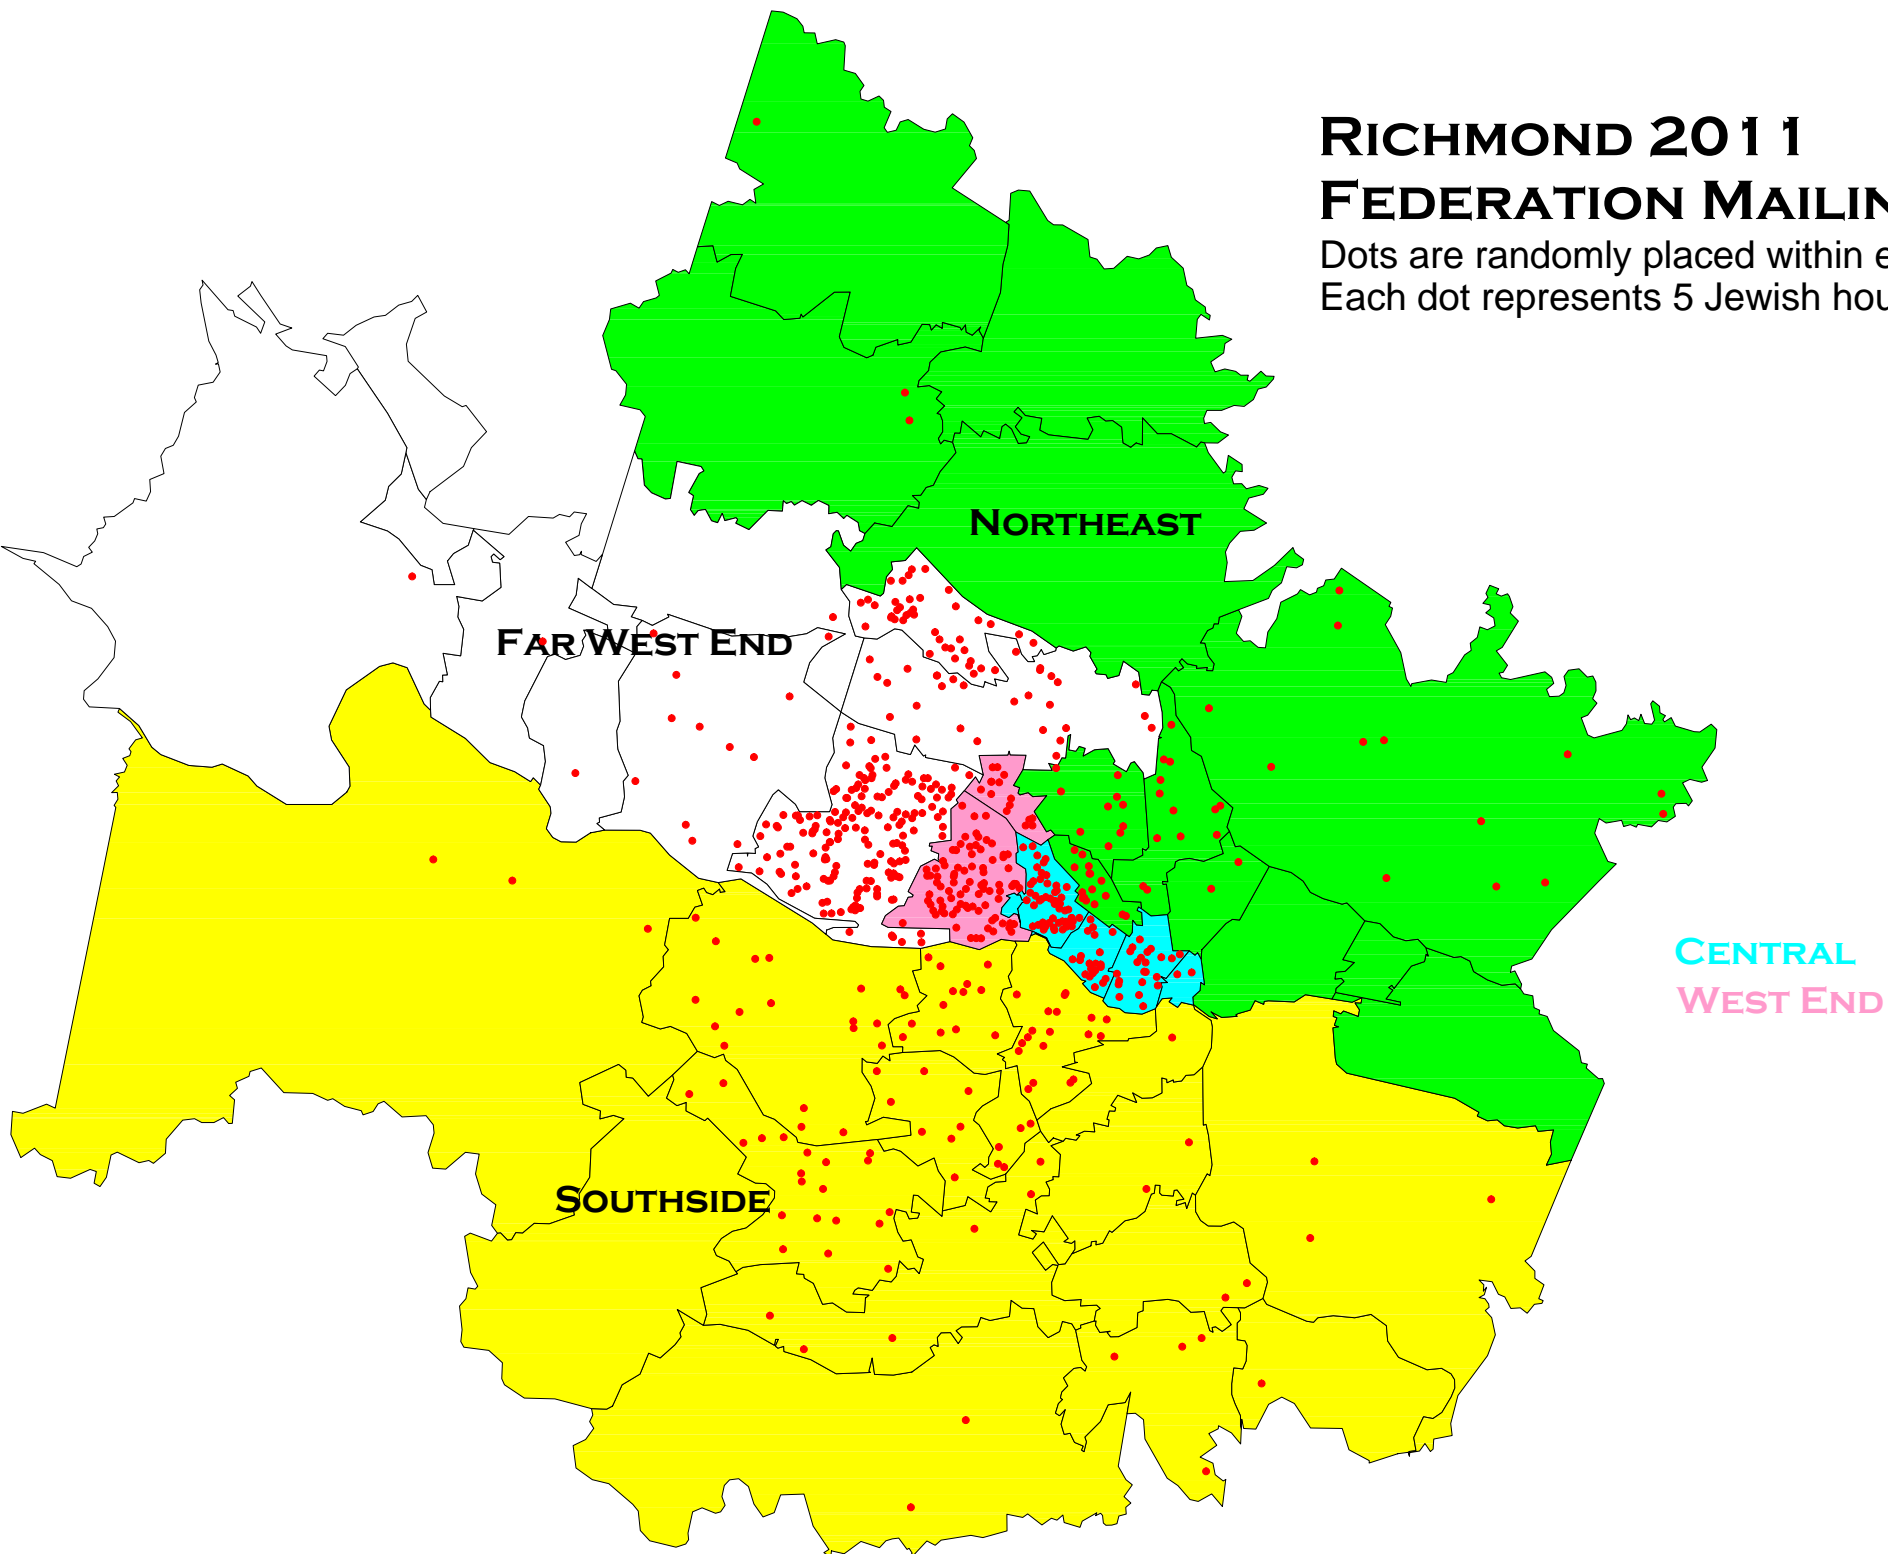 RICHMOND 2011
FEDERATION MAILIN
Dots are randomly placed within e
Each dot represents 5 Jewish hou
NORTHEAST
FAR WEST END
CENTRAL
WEST END
SOUTHSIDE